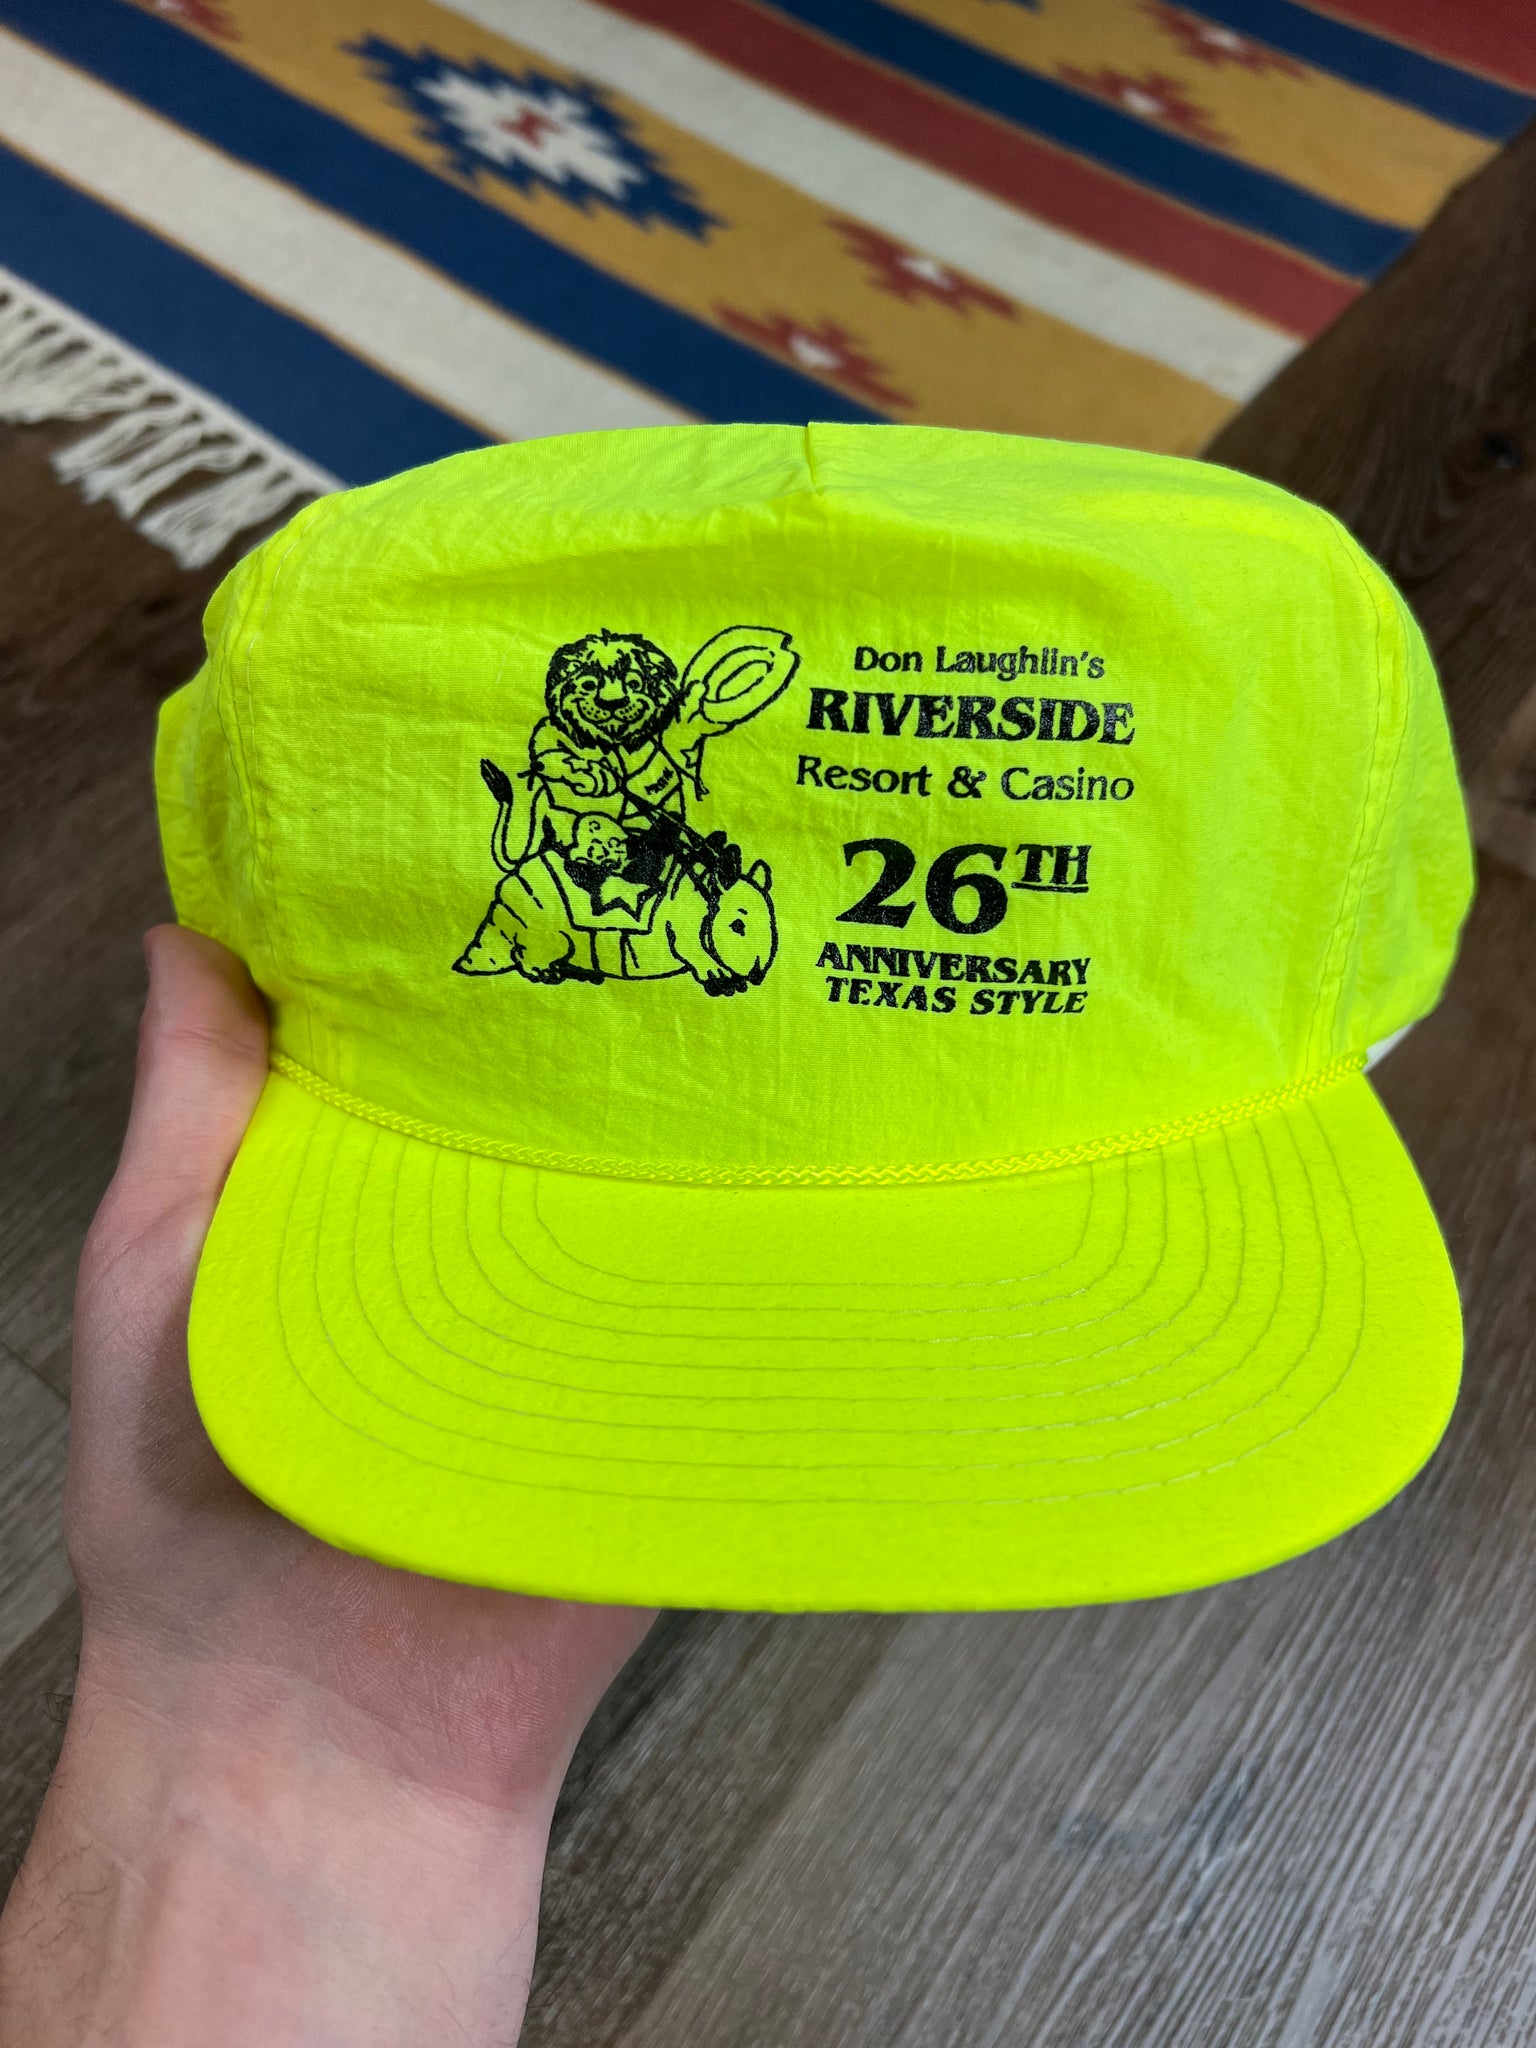 Don Laughlin's
RIVERSIDE
Resort & Casino
26TH
ANNIVERSARY
TEXAS STYLE